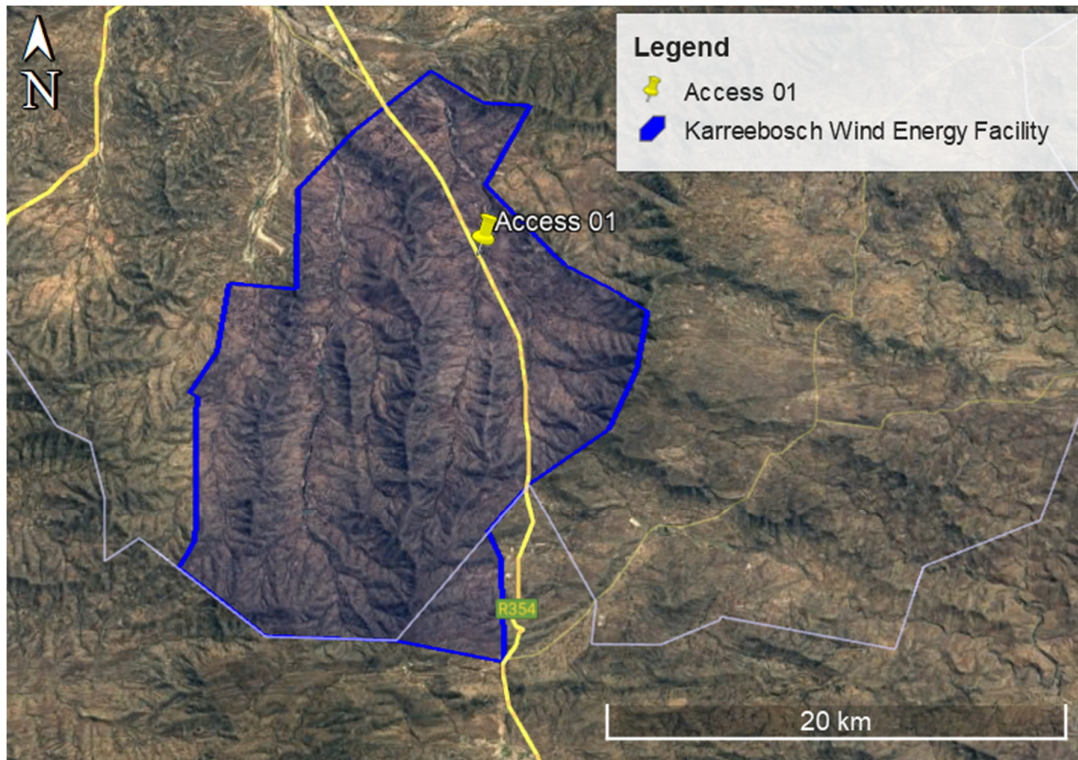 N
Legend
Access 01
Karreebosch Wind Energy Facility
Access 01
R354
20 km